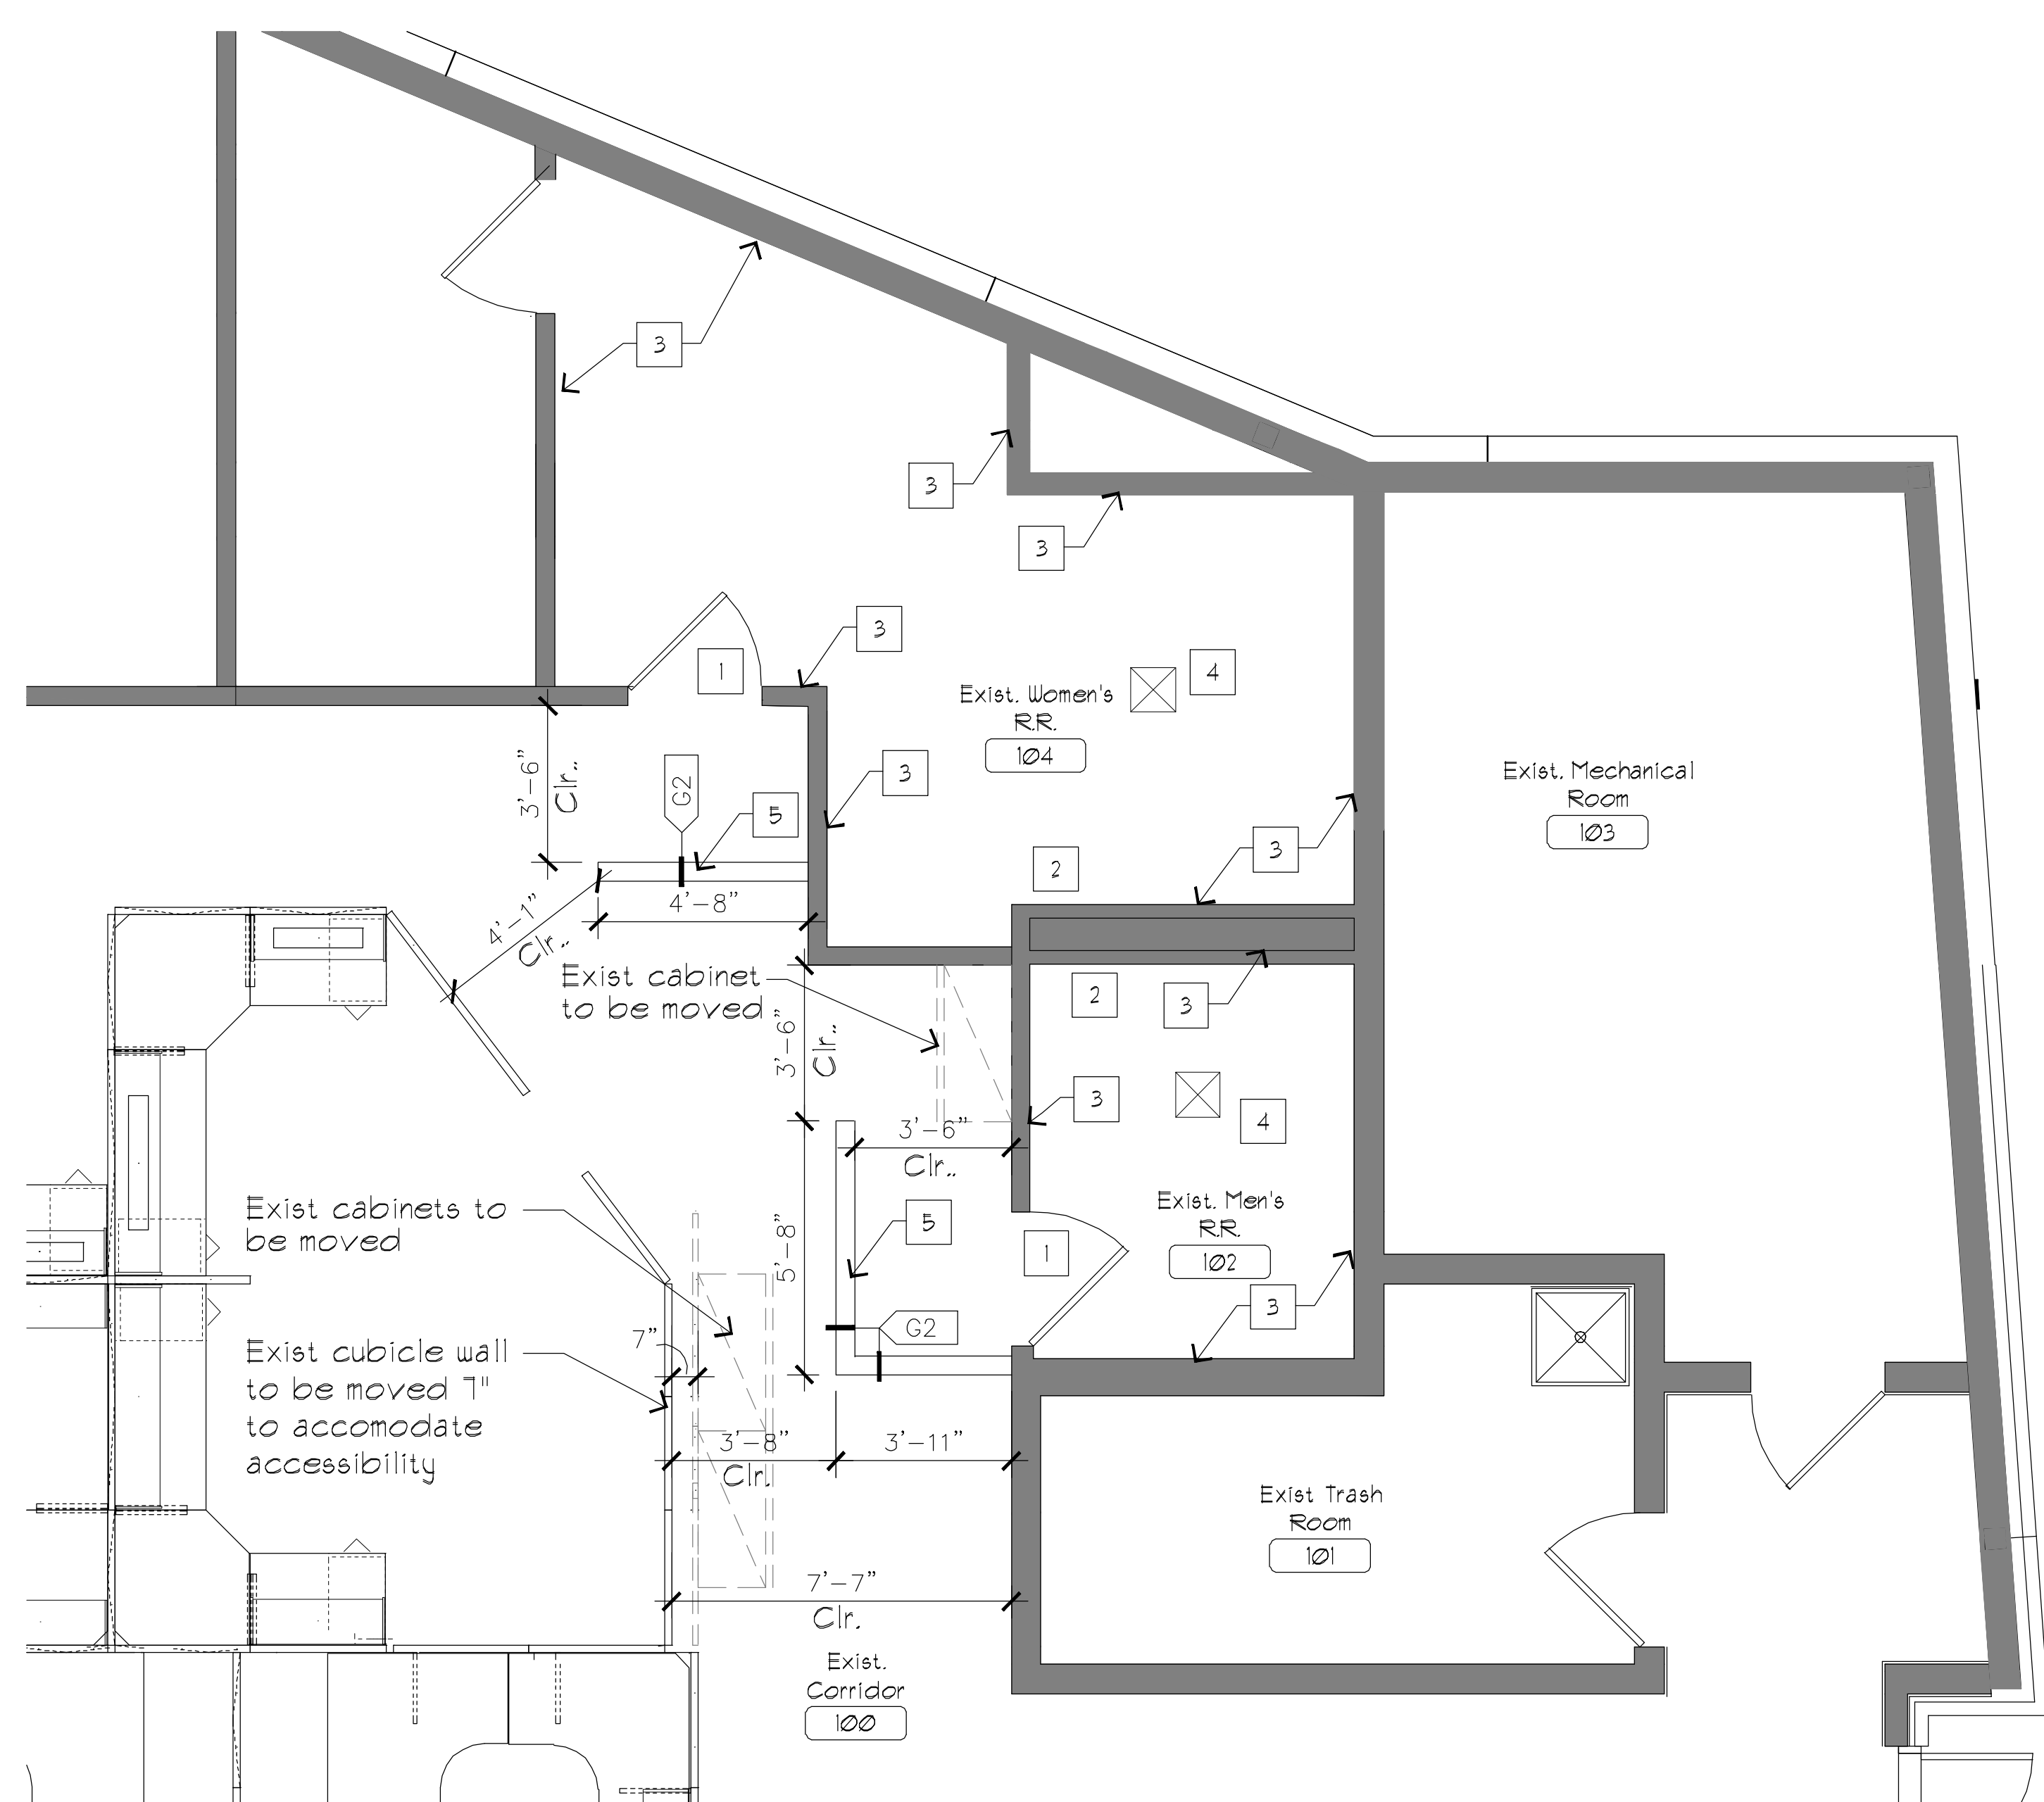 3
3
3
3
1
4
Exist. Women's
R.R.
104
3'-6"
Clr..
G2
5
3
Exist. Mechanical
Room
103
2
3
4'-8"
4'-1"
Clr..
Exist cabinet
to be moved
2
3
3'-6"
Clr..
3
4
3'-6"
Clr..
Exist cabinets to
be moved
5
Exist. Men's
R.R.
102
1
5'-8"
3
G2
7"
Exist cubicle wall
to be moved 7"
to accomodate
accessibility
3'-8"
Clr.
3'-11"
Exist Trash
Room
101
7'-7"
Clr.
Exist.
Corridor
100